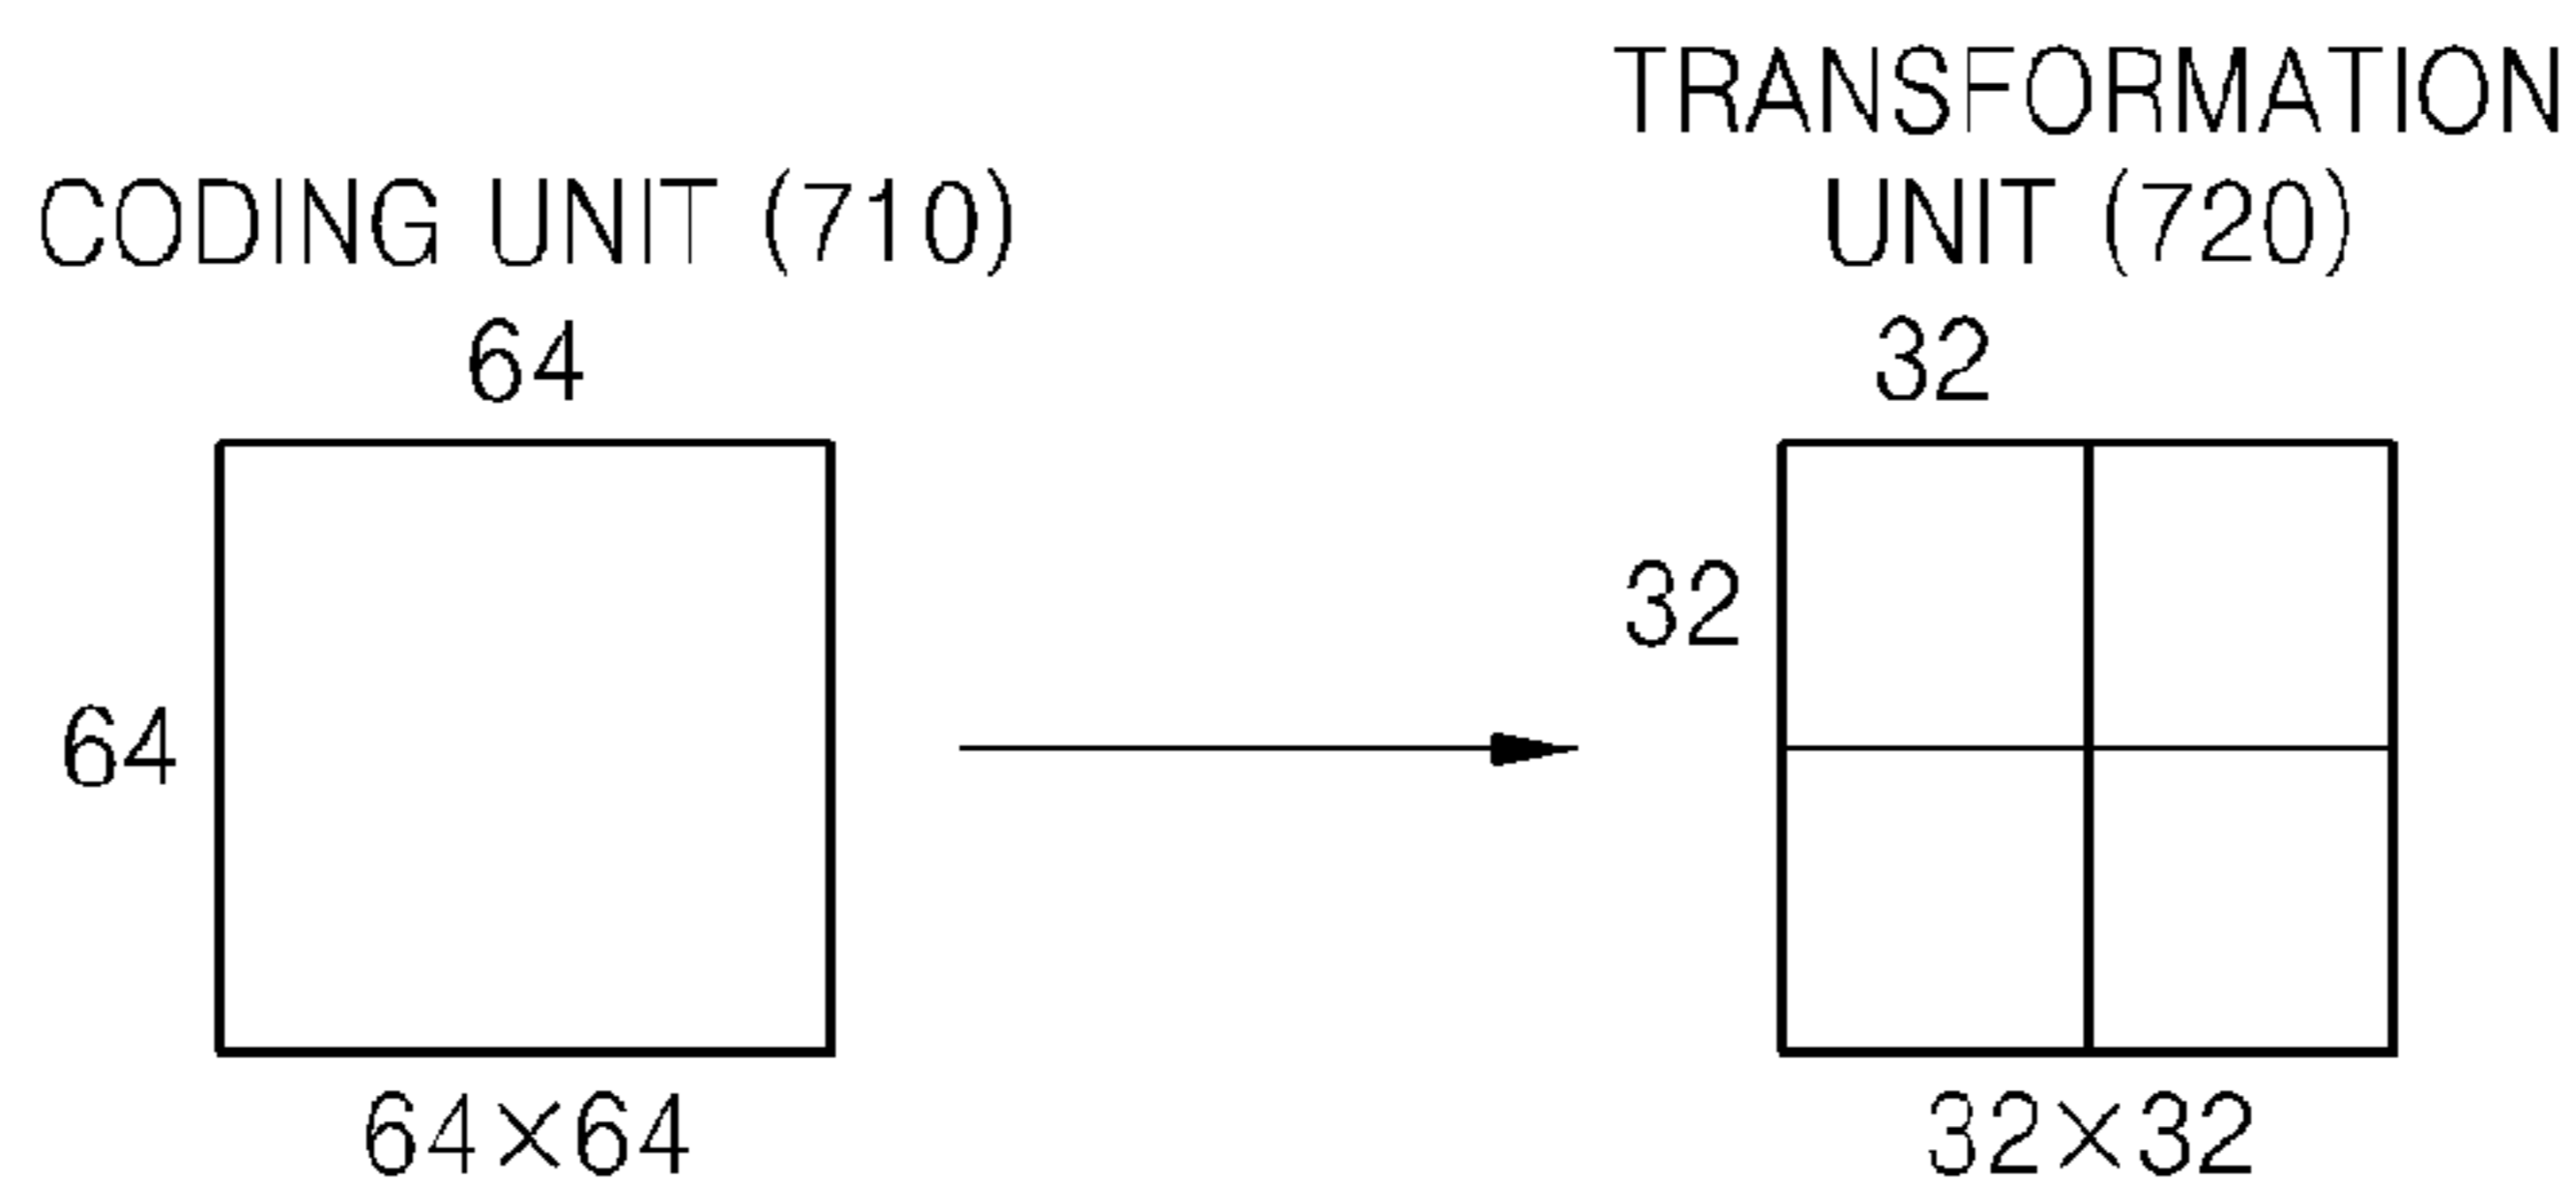 CODING UNIT (710)
64
64
64×64
TRANSFORMATION
UNIT (720)
32
32
32×32